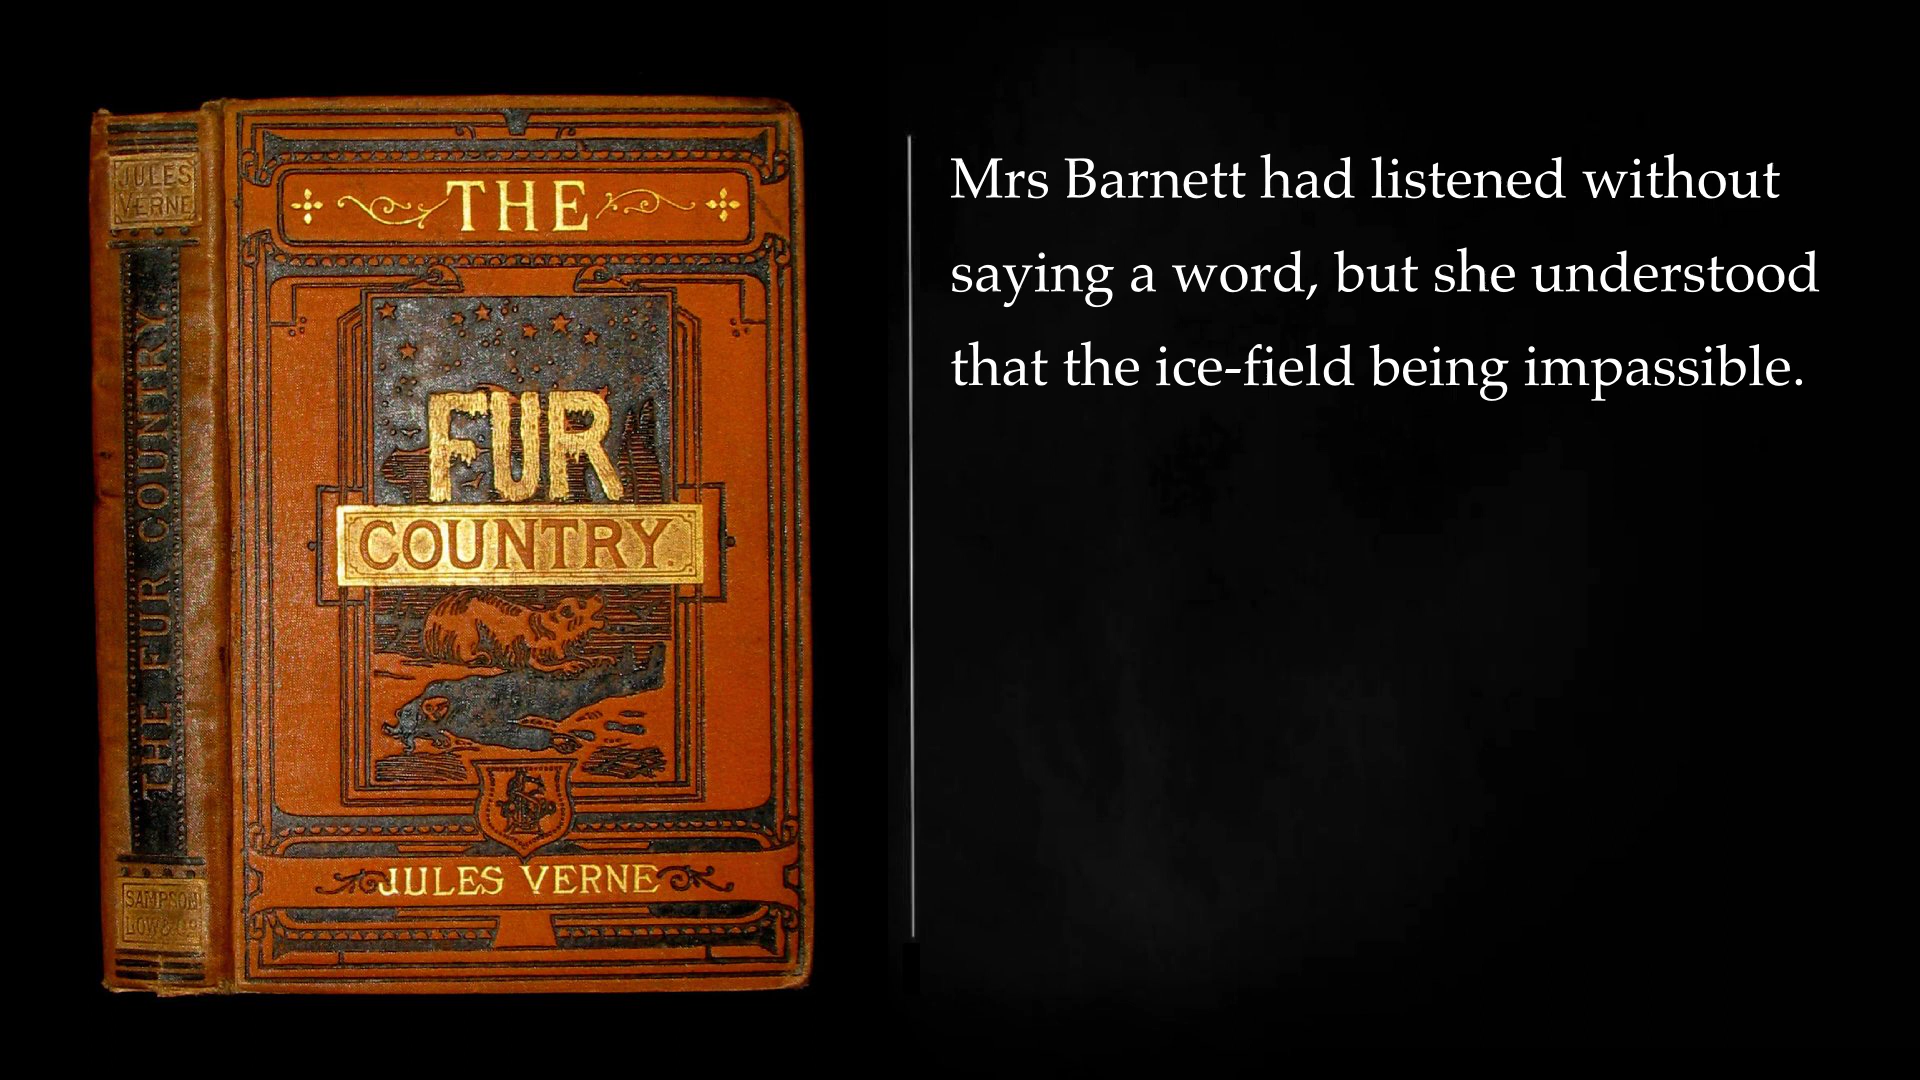 JULES
VERNE
THE FUR COUNTRY.
SAMPSON
LOW & Co
THE
FUR
COUNTRY.
JULES VERNE
Mrs Barnett had listened without
saying a word, but she understood
that the ice-field being impassible.